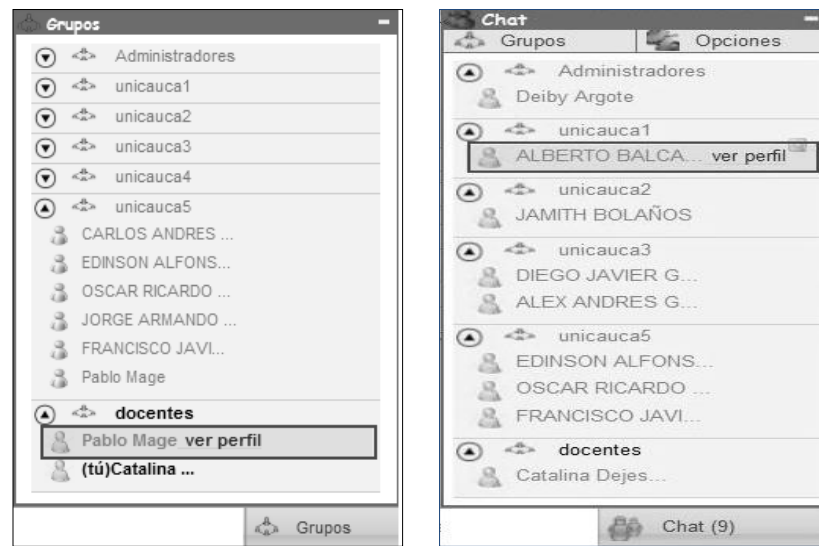 Grupos
Administradores
unicauca1
unicauca2
unicauca3
unicauca4
unicauca5
CARLOS ANDRES ...
EDINSON ALFONS...
OSCAR RICARDO ...
JORGE ARMANDO ...
FRANCISCO JAVI...
Pablo Mage
docentes
Pablo Mage ver perfil
(tú)Catalina ...
Grupos
Chat
Grupos Opciones
Administradores
Deiby Argote
unicauca1
ALBERTO BALCA... ver perfil
unicauca2
JAMITH BOLAÑOS
unicauca3
DIEGO JAVIER G...
ALEX ANDRES G...
unicauca5
EDINSON ALFONS...
OSCAR RICARDO ...
FRANCISCO JAVI...
docentes
Catalina Dejes...
Chat (9)